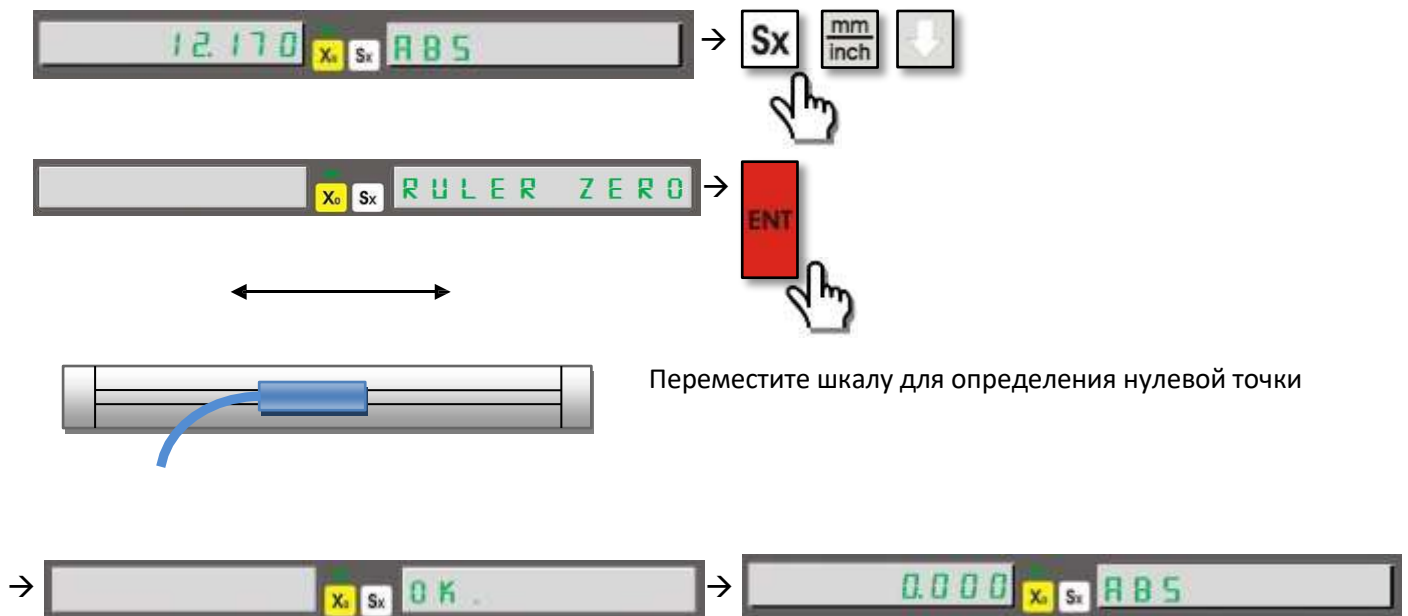 12.170 X₀ Sx ABS → Sx mm inch
X₀ Sx RULER ZERO → ENT
Переместите шкалу для определения нулевой точки
→ X₀ Sx OK. → 0.000 X₀ Sx ABS